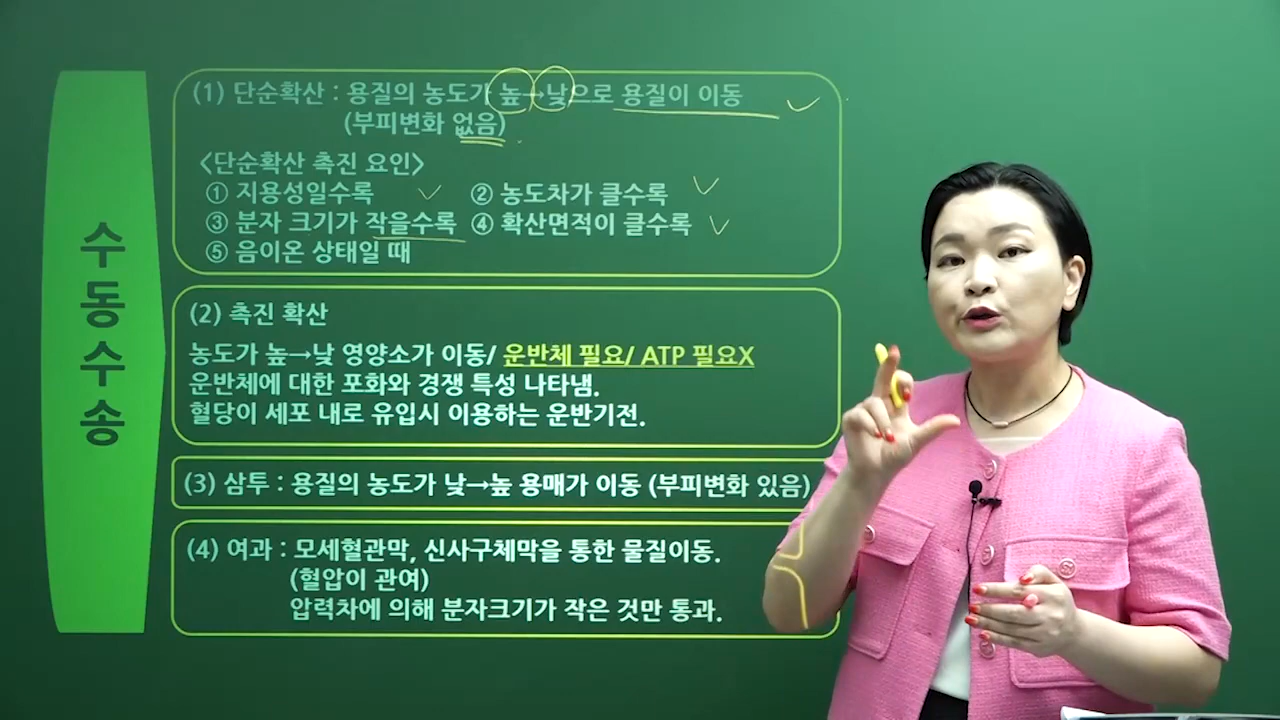 수동수송
(1) 단순확산 : 용질의 농도가 높→낮으로 용질이 이동
(부피변화 없음)
<단순확산 촉진 요인>
① 지용성일수록 ② 농도차가 클수록
③ 분자 크기가 작을수록 ④ 확산면적이 클수록
⑤ 음이온 상태일 때
(2) 촉진 확산
농도가 높→낮 영양소가 이동/ 운반체 필요/ ATP 필요X
운반체에 대한 포화와 경쟁 특성 나타냄.
혈당이 세포 내로 유입시 이용하는 운반기전.
(3) 삼투 : 용질의 농도가 낮→높 용매가 이동 (부피변화 있음)
(4) 여과 : 모세혈관막, 신사구체막을 통한 물질이동.
(혈압이 관여)
압력차에 의해 분자크기가 작은 것만 통과.